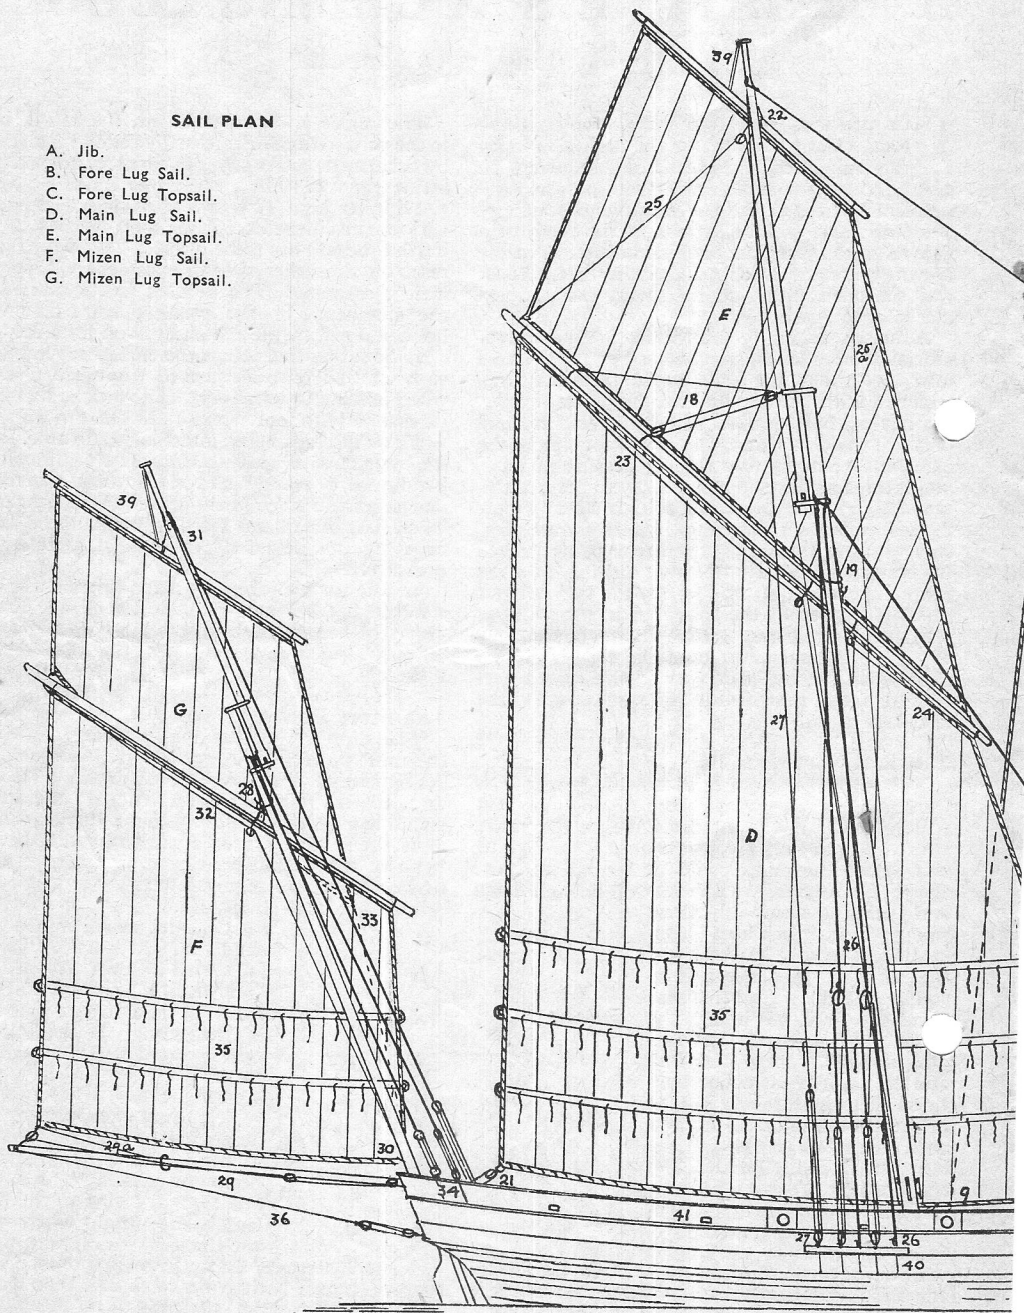 SAIL PLAN
A. Jib.
B. Fore Lug Sail.
C. Fore Lug Topsail.
D. Main Lug Sail.
E. Main Lug Topsail.
F. Mizen Lug Sail.
G. Mizen Lug Topsail.
39
22
25
E
25
a
18
23
39
31
19
G
24
27
28
32
D
33
F
26
35
35
29a
30
29
34
21
9
36
41
27
26
40